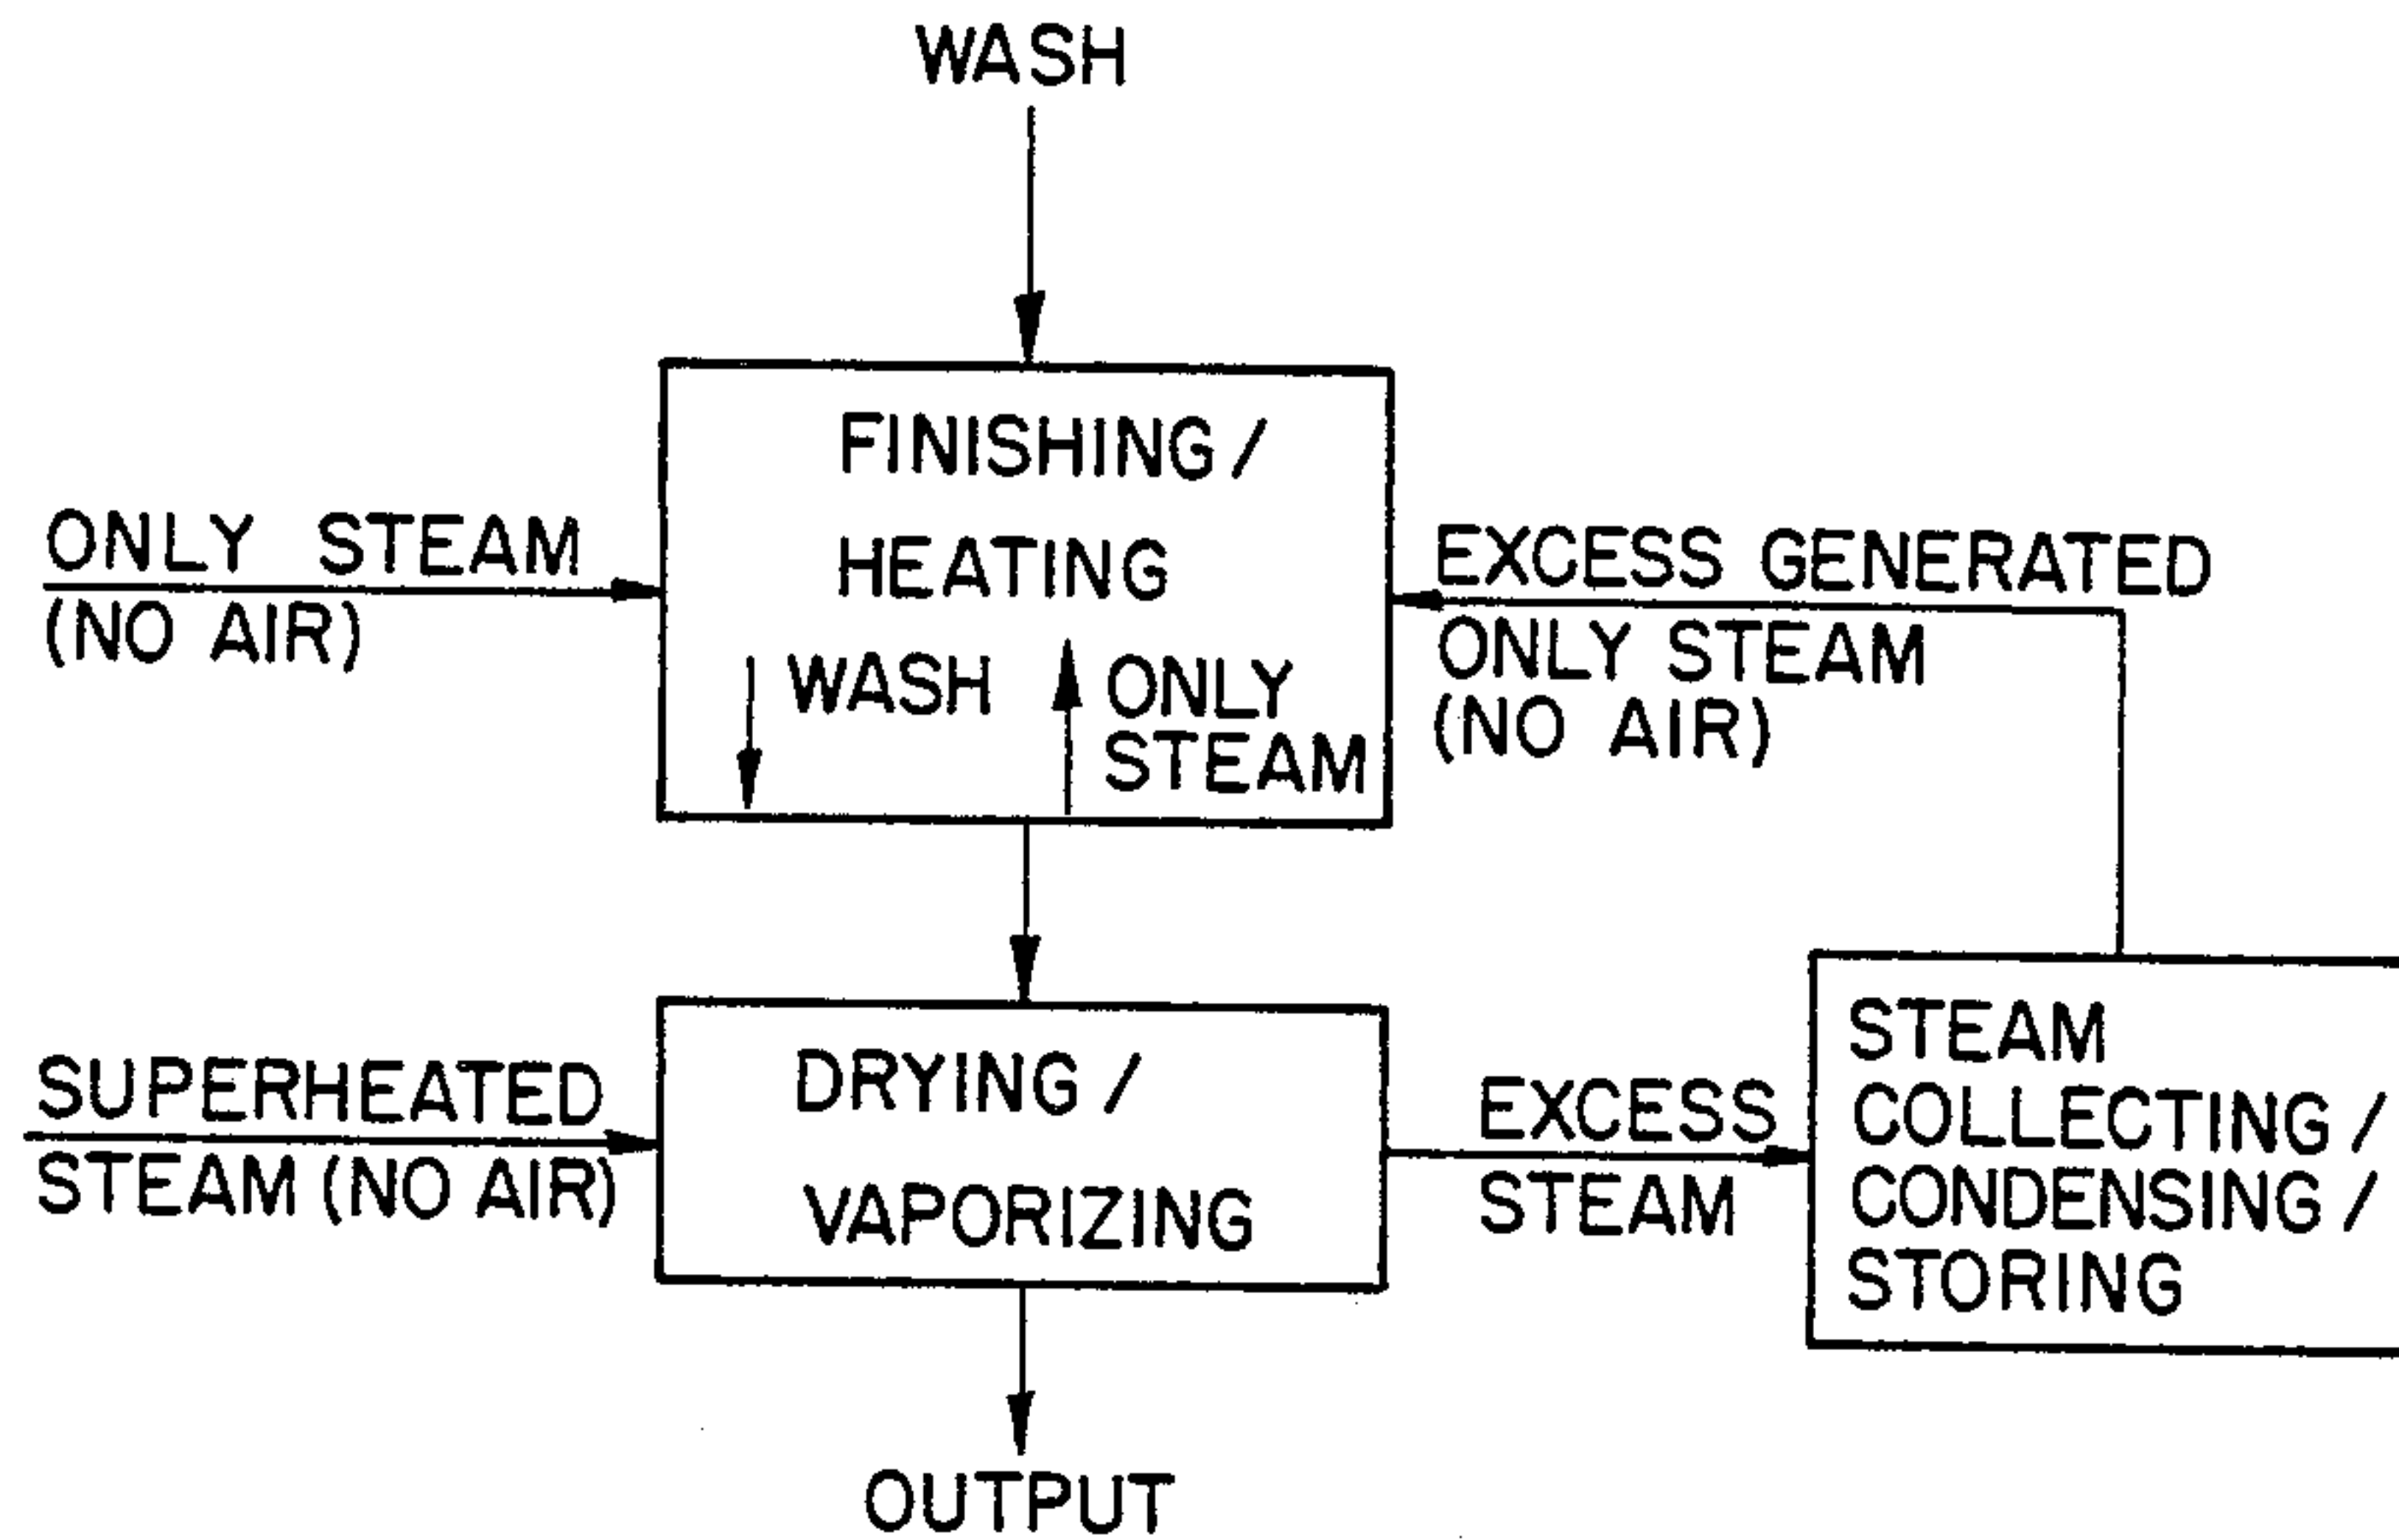 WASH
FINISHING/
HEATING
WASH
ONLY
STEAM
ONLY STEAM
(NO AIR)
EXCESS GENERATED
ONLY STEAM
(NO AIR)
DRYING/
VAPORIZING
SUPERHEATED
STEAM (NO AIR)
EXCESS
STEAM
STEAM
COLLECTING/
CONDENSING/
STORING
OUTPUT